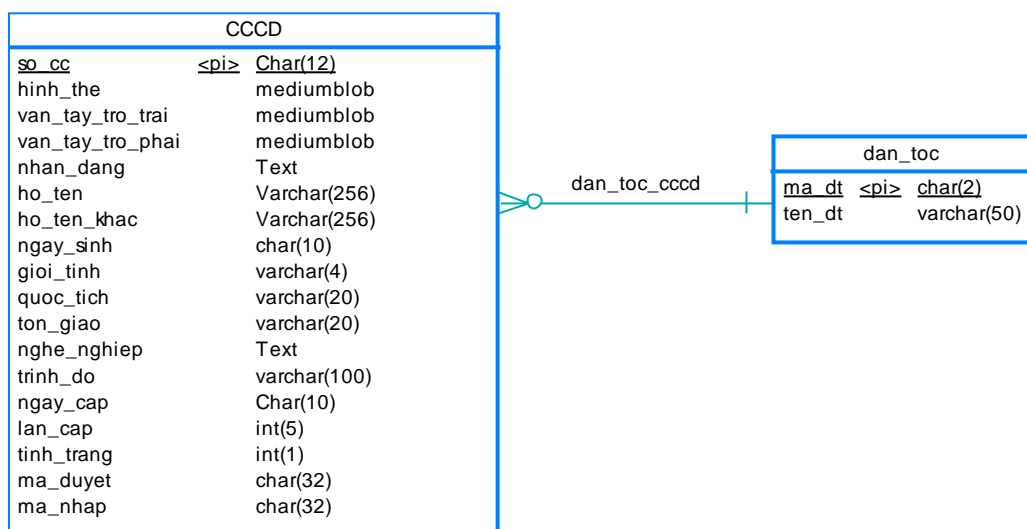 CCCD
so_cc <pi> Char(12)
hinh_the mediumblob
van_tay_tro_trai mediumblob
van_tay_tro_phai mediumblob
nhan_dang Text
ho_ten Varchar(256)
ho_ten_khac Varchar(256)
ngay_sinh char(10)
gioi_tinh varchar(4)
quoc_tich varchar(20)
ton_giao varchar(20)
nghe_nghiep Text
trinh_do varchar(100)
ngay_cap Char(10)
lan_cap int(5)
tinh_trang int(1)
ma_duyet char(32)
ma_nhap char(32)
dan_toc_cccd
dan_toc
ma_dt <pi> char(2)
ten_dt varchar(50)